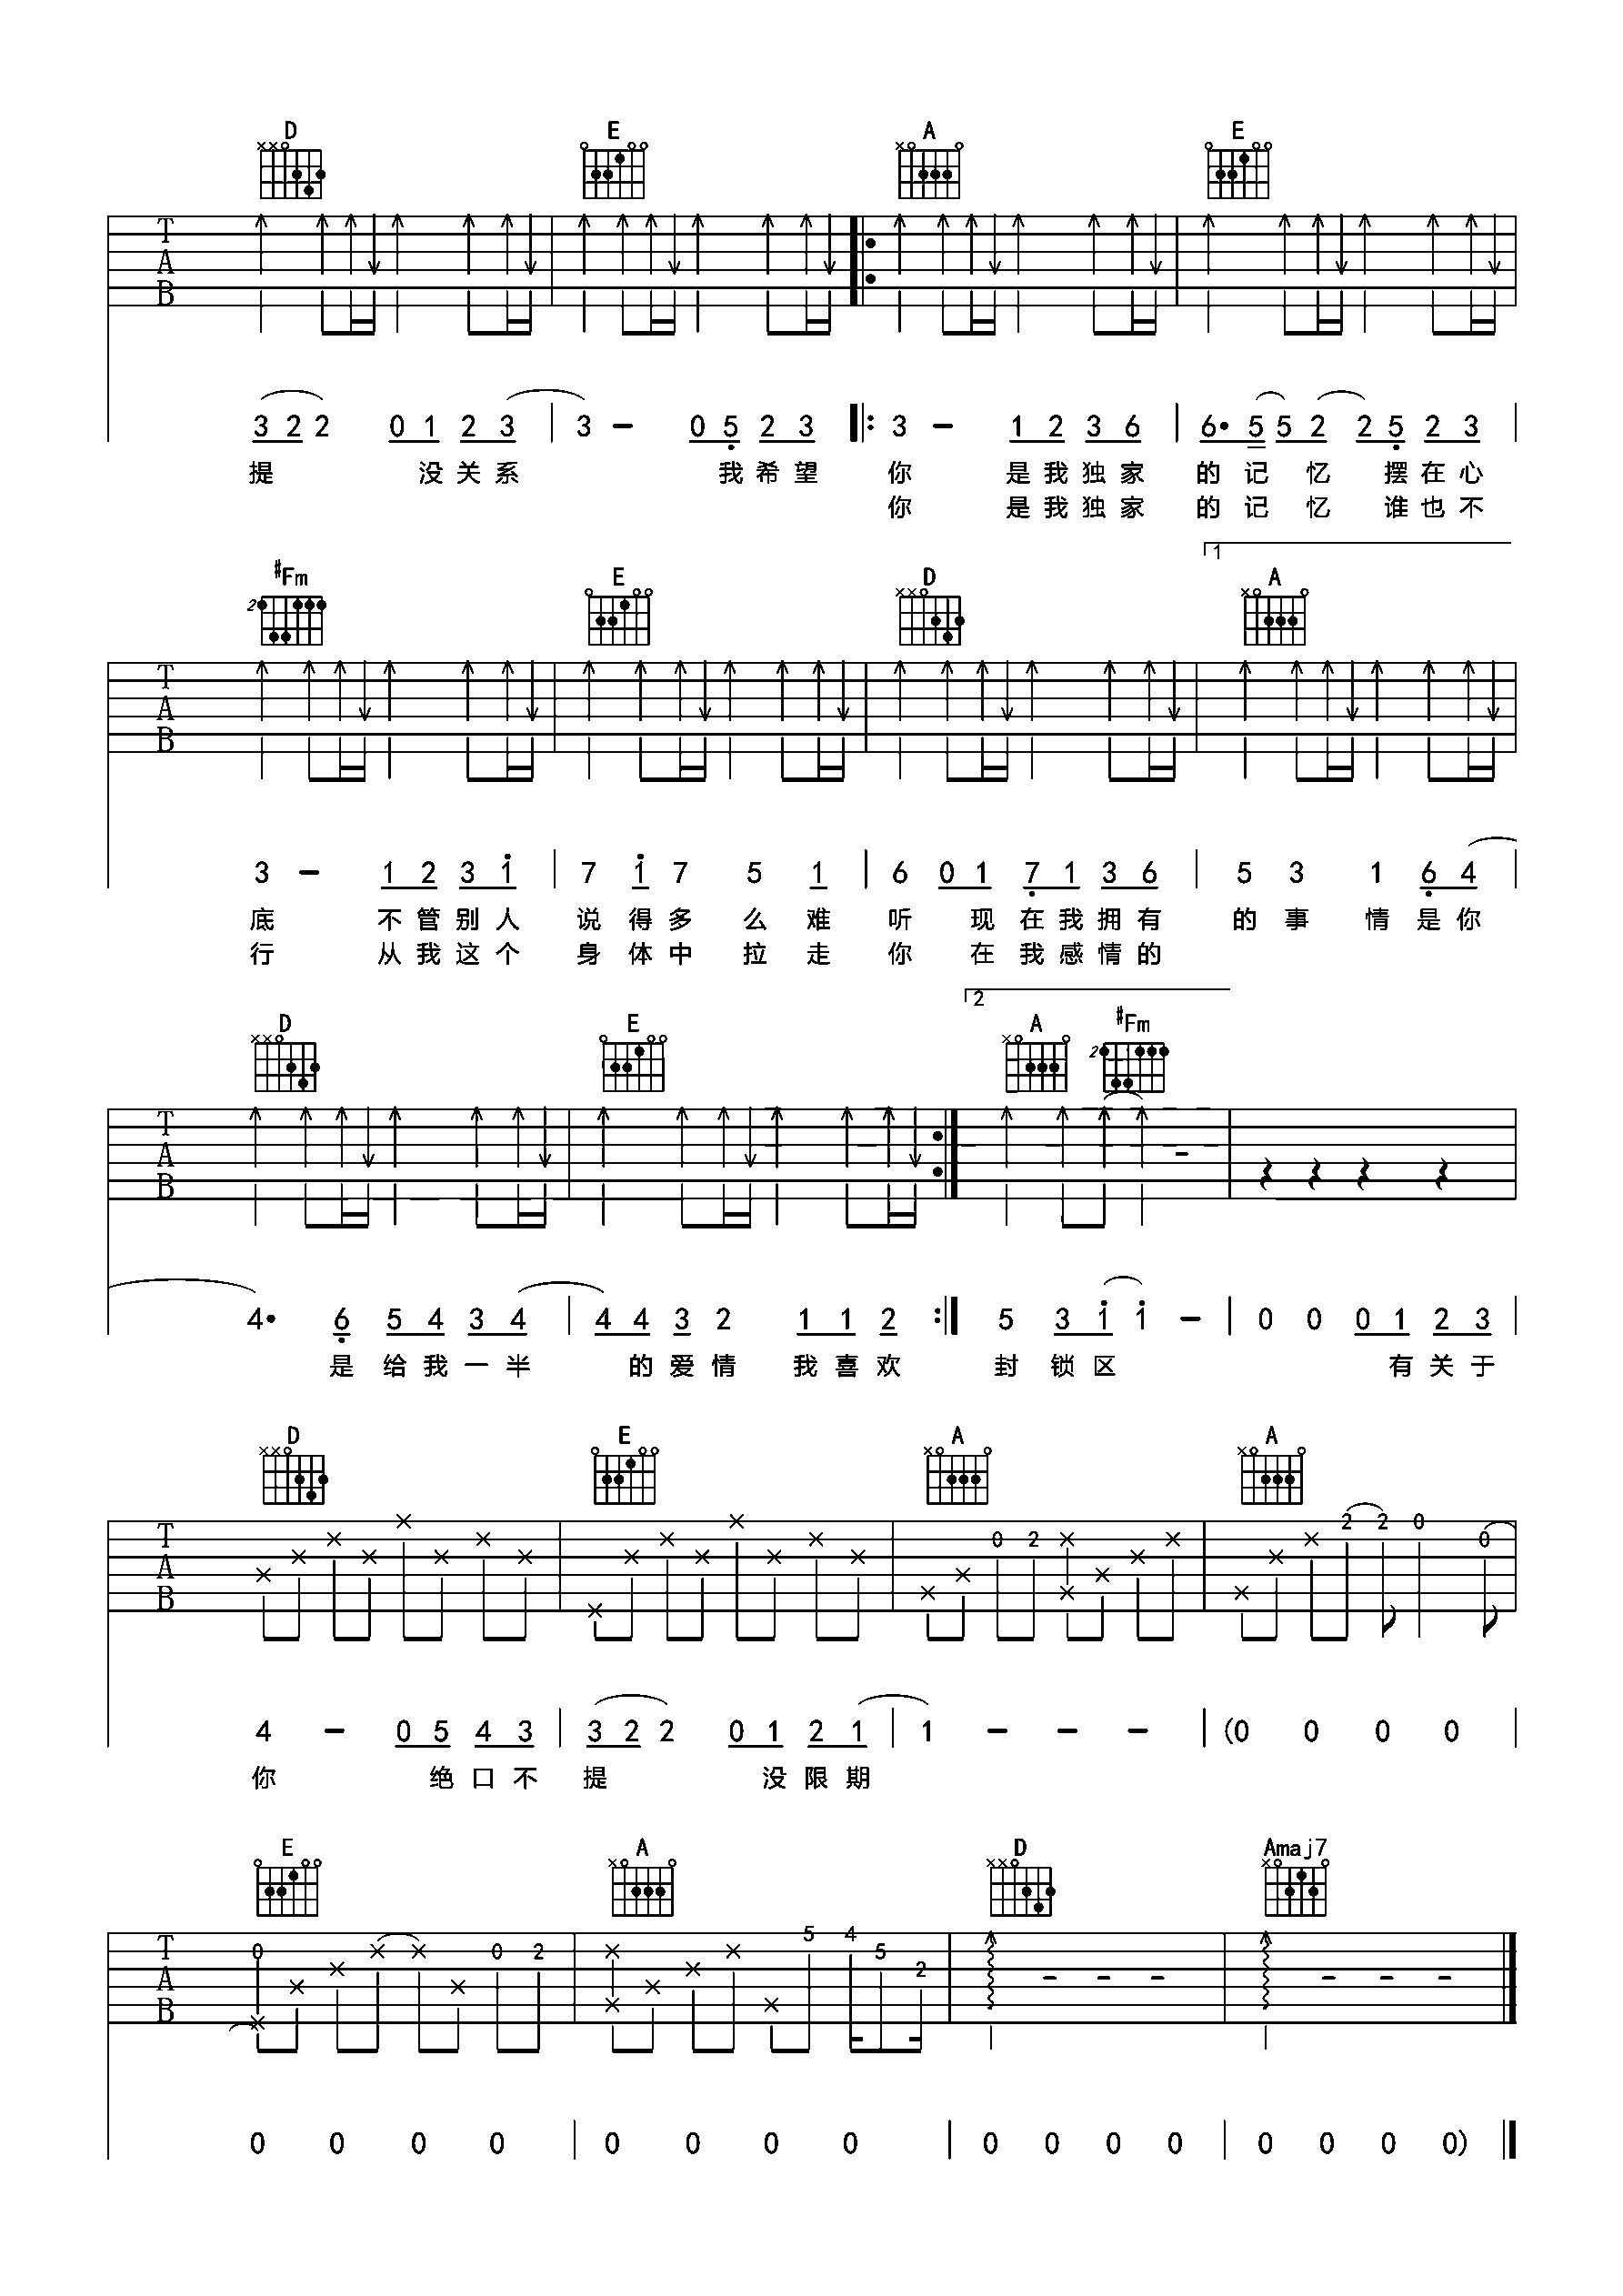 D E A E
T A B
3 2 2 0 1 2 3 | 3 – 0 5 2 3 ‖: 3 – 1 2 3 6 | 6· 5 5 2 2 5 2 3 |
提 没 关 系 我 希 望 你 是 我 独 家 的 记 忆 摆 在 心
你 是 我 独 家 的 记 忆 谁 也 不
1
#Fm E D A
2
T A B
3 – 1 2 3 1 | 7 1 7 5 1 | 6 0 1 7 1 3 6 | 5 3 1 6 4 |
底 不 管 别 人 说 得 多 么 难 听 现 在 我 拥 有 的 事 情 是 你
行 从 我 这 个 身 体 中 拉 走 你 在 我 感 情 的
2
D E A #Fm
2
T A B
4· 6 5 4 3 4 | 4 4 3 2 1 1 2 :‖ 5 3 1 1 – | 0 0 0 1 2 3 |
是 给 我 一 半 的 爱 情 我 喜 欢 封 锁 区 有 关 于
D E A A
T A B
0 2 2 2 0 0
4 – 0 5 4 3 | 3 2 2 0 1 2 1 | 1 – – – | (0 0 0 0 |
你 绝 口 不 提 没 限 期
E A D Amaj7
T A B
0 0 2 5 4 5 2
0 0 0 0 | 0 0 0 0 | 0 0 0 0 | 0 0 0 0) ‖